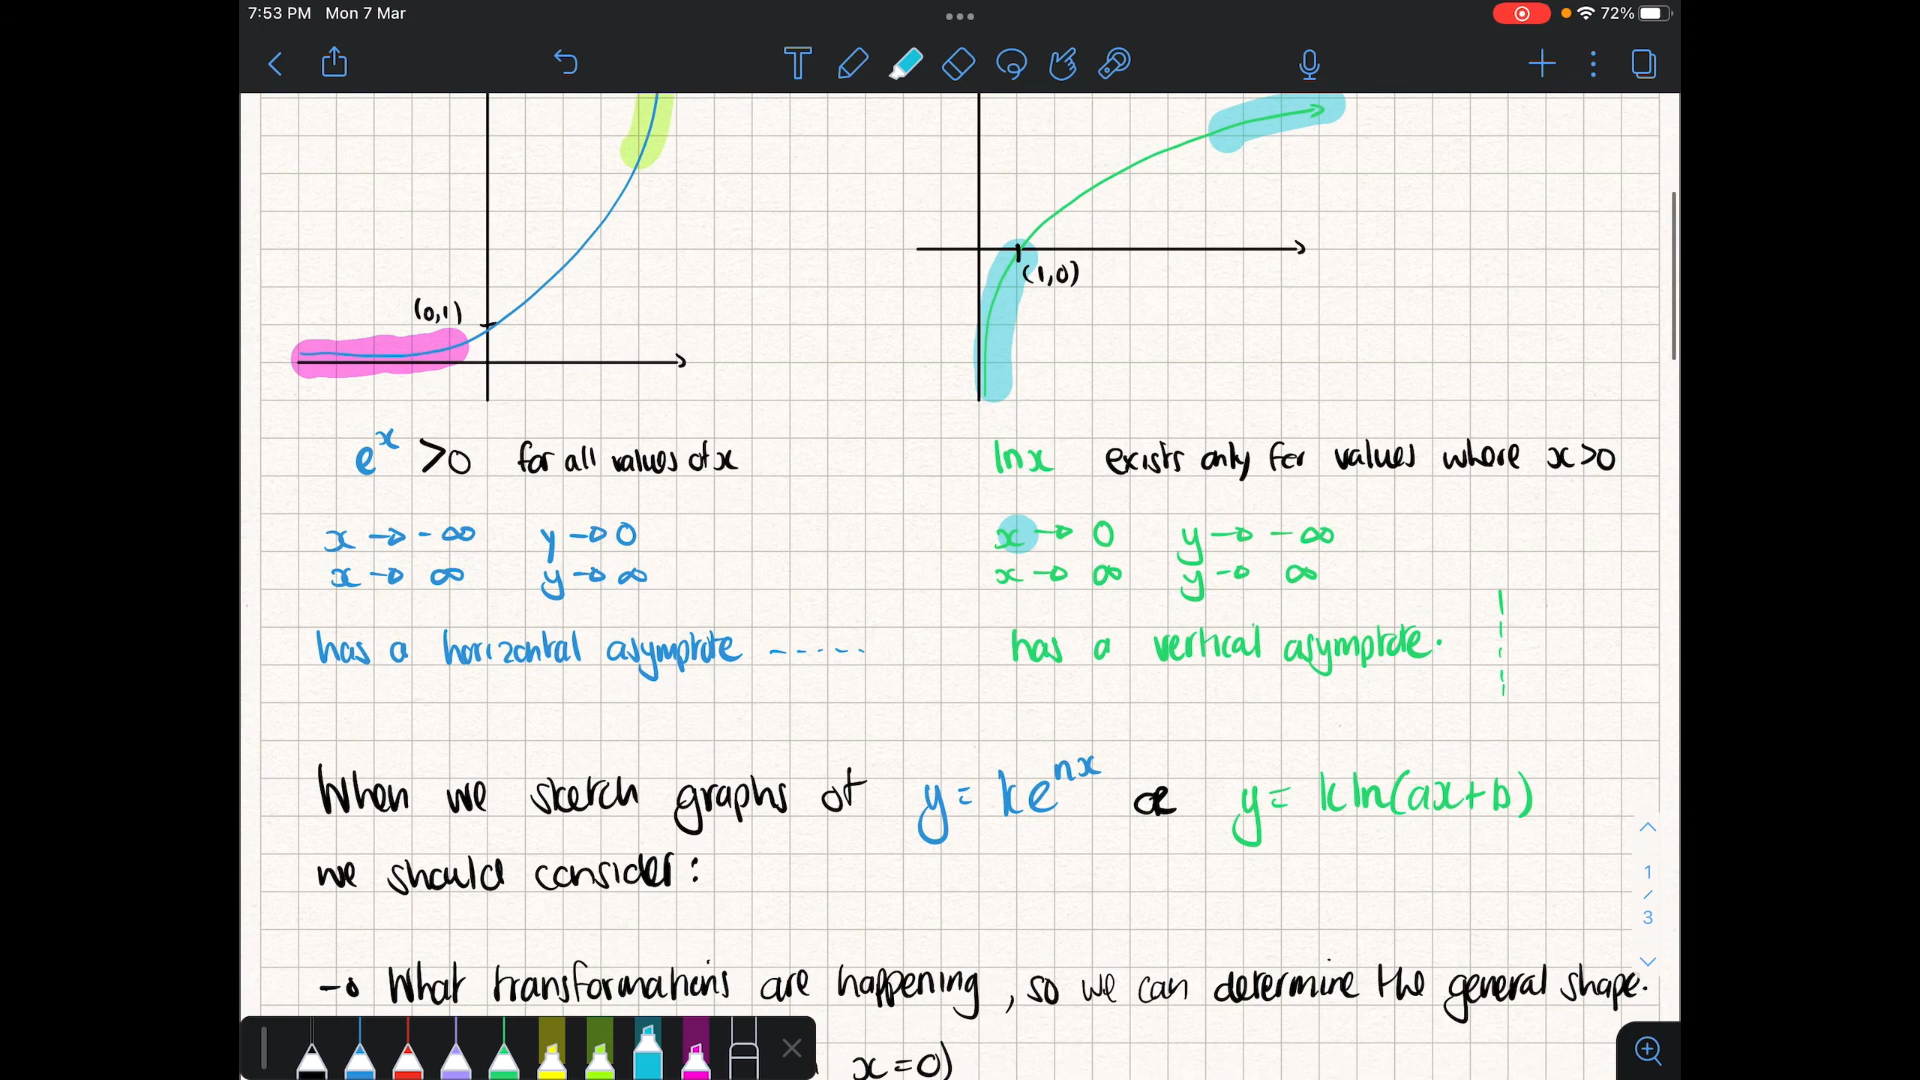 7:53 PM Mon 7 Mar
72%
(0,1)
(1,0)
e^x >0 for all values of x
ln x exists only for values where x>0
x → -∞ y → 0
x → ∞ y → ∞
x → 0 y → -∞
x → ∞ y → ∞
has a horizontal asymptote
has a vertical asymptote.
When we sketch graphs of y = ke^nx or y = kln(ax+b)
we should consider:
1
/
3
→ What transformations are happening, so we can determine the general shape.
x=0)